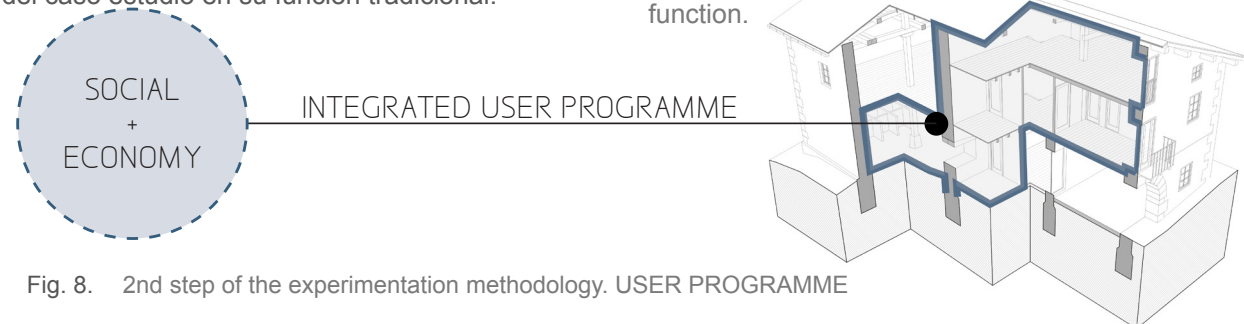 del caso estudio en su función tradicional.
function.
SOCIAL
+
ECONOMY
INTEGRATED USER PROGRAMME
Fig. 8. 2nd step of the experimentation methodology. USER PROGRAMME